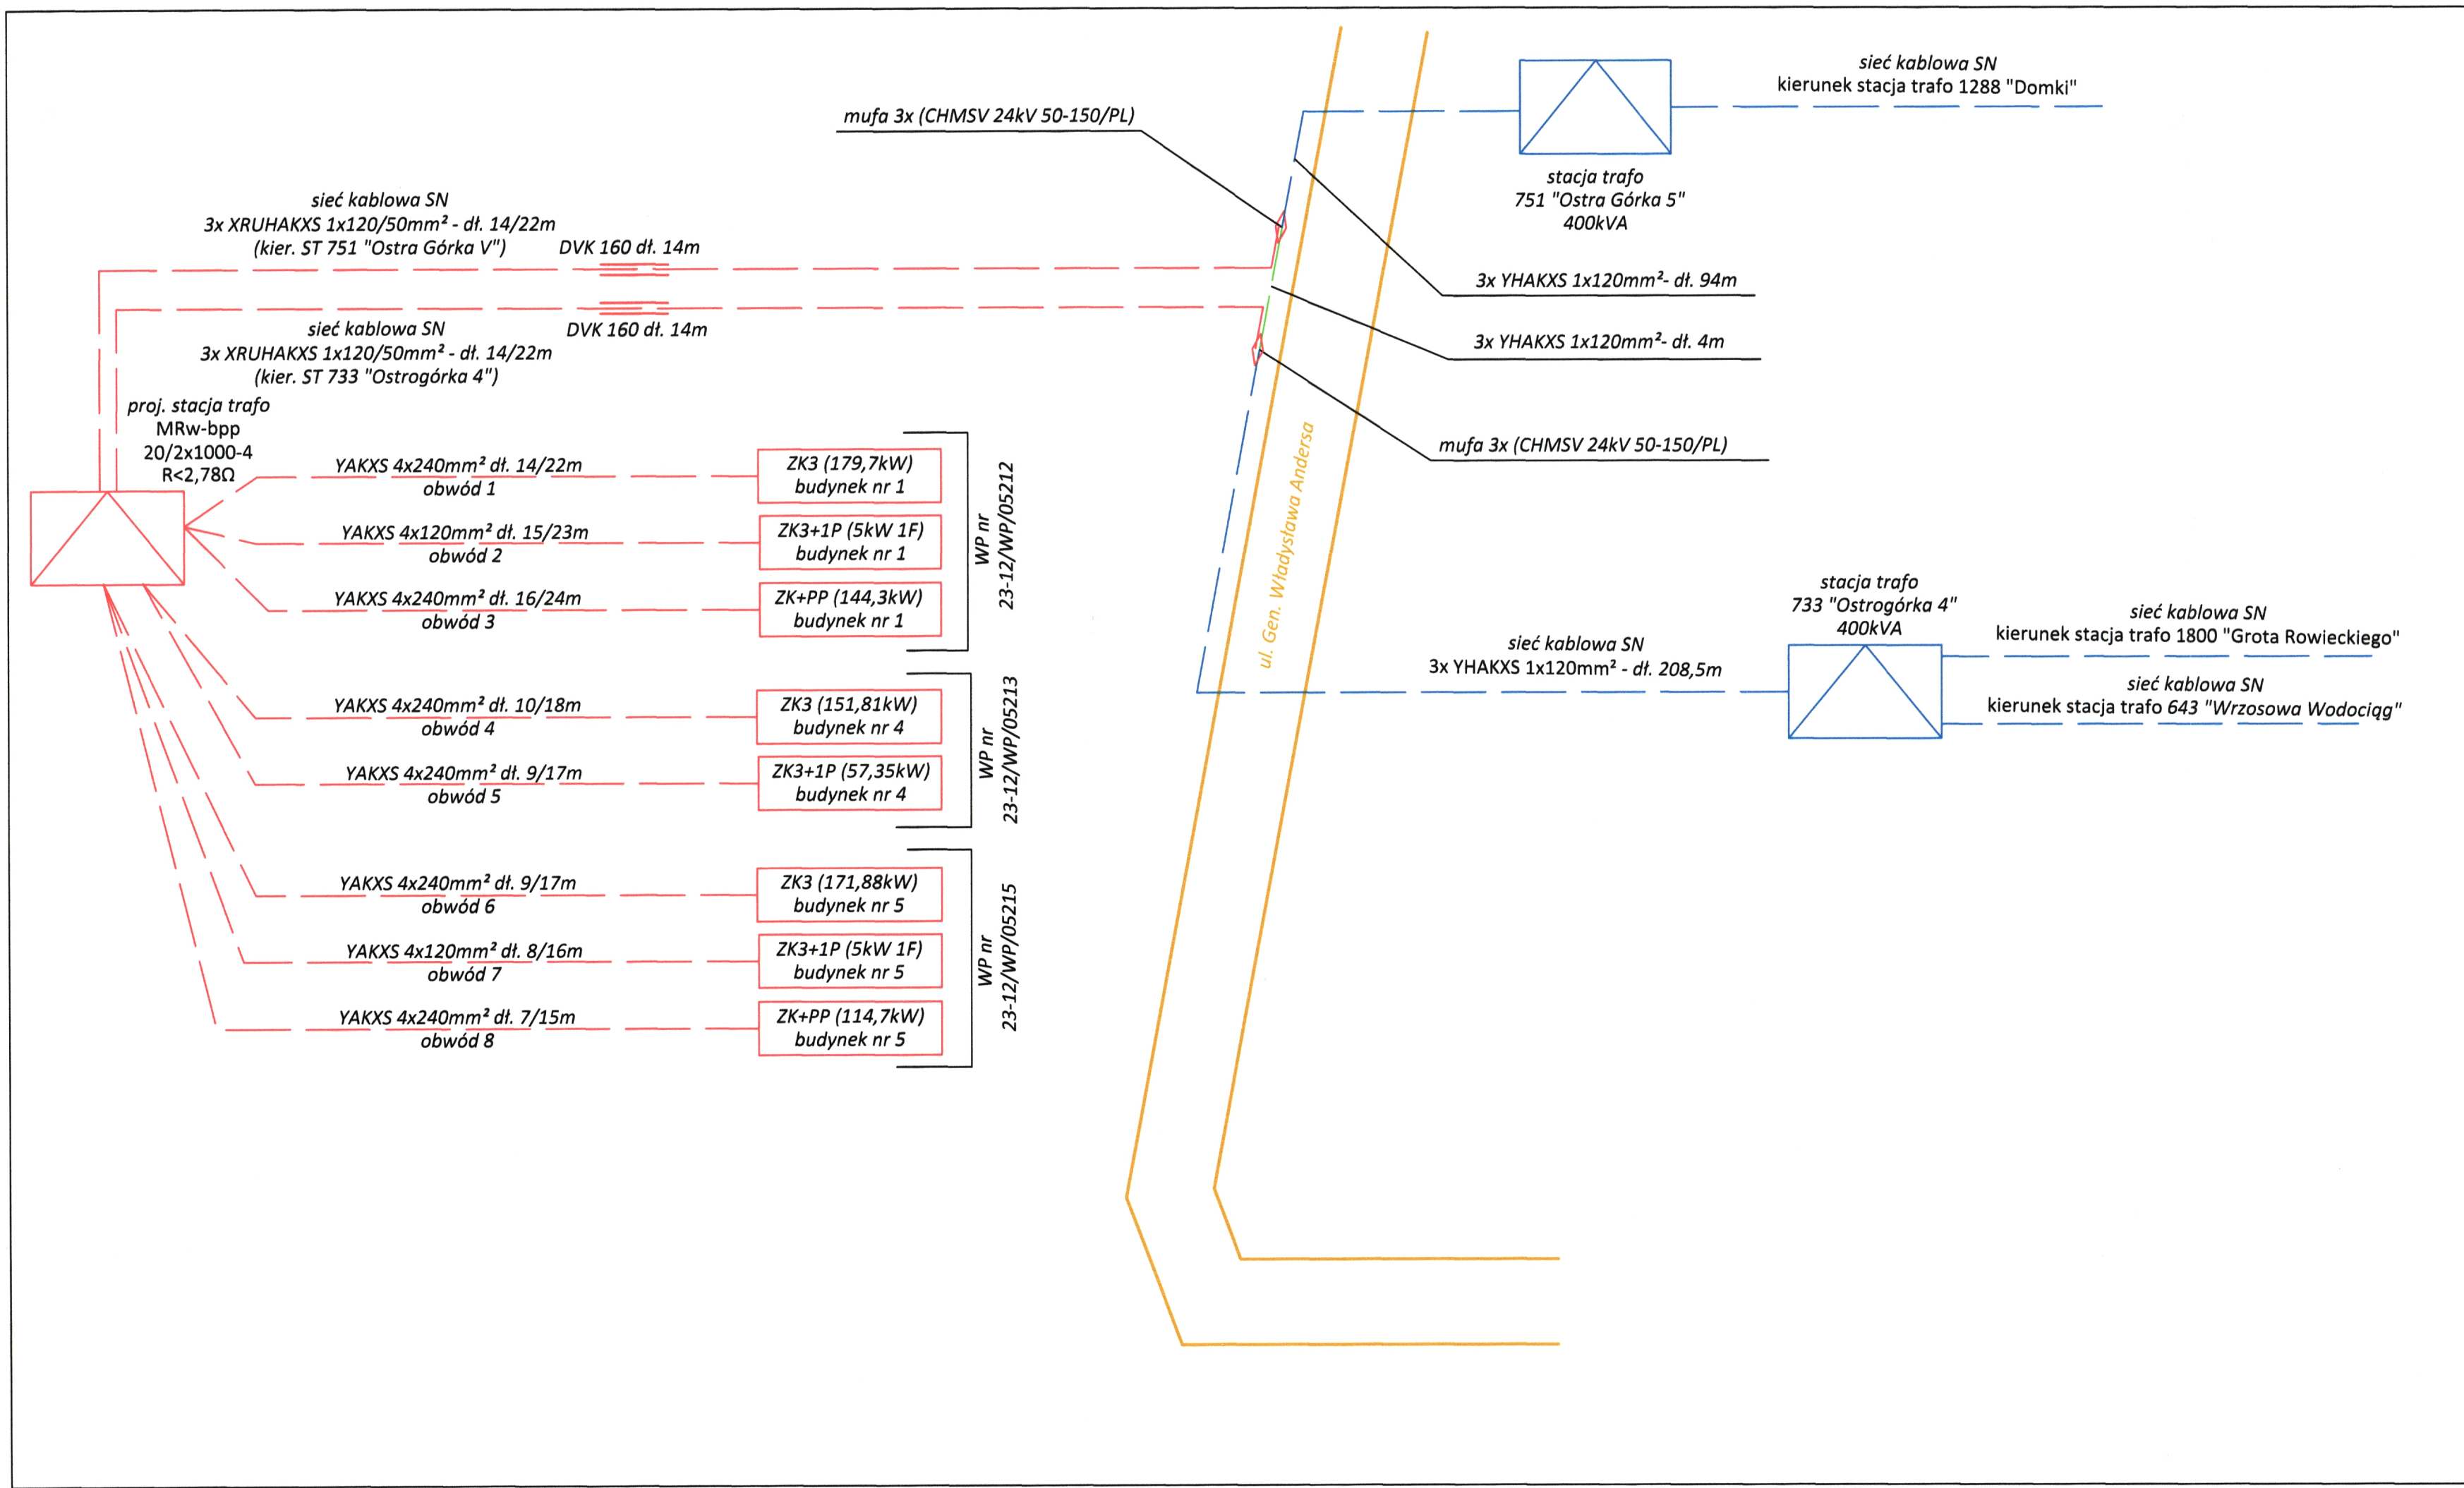 mufa 3x (CHMSV 24kV 50-150/PL)
sieć kablowa SN
kierunek stacja trafo 1288 "Domki"
stacja trafo
751 "Ostra Górka 5"
400kVA
sieć kablowa SN
3x XRUHAKXS 1x120/50mm² - dł. 14/22m
(kier. ST 751 "Ostra Górka V")
DVK 160 dł. 14m
3x YHAKXS 1x120mm²- dł. 94m
sieć kablowa SN
3x XRUHAKXS 1x120/50mm² - dł. 14/22m
(kier. ST 733 "Ostrogórka 4")
DVK 160 dł. 14m
3x YHAKXS 1x120mm²- dł. 4m
mufa 3x (CHMSV 24kV 50-150/PL)
proj. stacja trafo
MRw-bpp
20/2x1000-4
R<2,78Ω
YAKXS 4x240mm² dł. 14/22m
obwód 1
ZK3 (179,7kW)
budynek nr 1
YAKXS 4x120mm² dł. 15/23m
obwód 2
ZK3+1P (5kW 1F)
budynek nr 1
YAKXS 4x240mm² dł. 16/24m
obwód 3
ZK+PP (144,3kW)
budynek nr 1
WP nr
23-12/WP/05212
YAKXS 4x240mm² dł. 10/18m
obwód 4
ZK3 (151,81kW)
budynek nr 4
YAKXS 4x240mm² dł. 9/17m
obwód 5
ZK3+1P (57,35kW)
budynek nr 4
WP nr
23-12/WP/05213
YAKXS 4x240mm² dł. 9/17m
obwód 6
ZK3 (171,88kW)
budynek nr 5
YAKXS 4x120mm² dł. 8/16m
obwód 7
ZK3+1P (5kW 1F)
budynek nr 5
YAKXS 4x240mm² dł. 7/15m
obwód 8
ZK+PP (114,7kW)
budynek nr 5
WP nr
23-12/WP/05215
ul. Gen. Władysława Andersa
sieć kablowa SN
3x YHAKXS 1x120mm² - dł. 208,5m
stacja trafo
733 "Ostrogórka 4"
400kVA
sieć kablowa SN
kierunek stacja trafo 1800 "Grota Rowieckiego"
sieć kablowa SN
kierunek stacja trafo 643 "Wrzosowa Wodociąg"